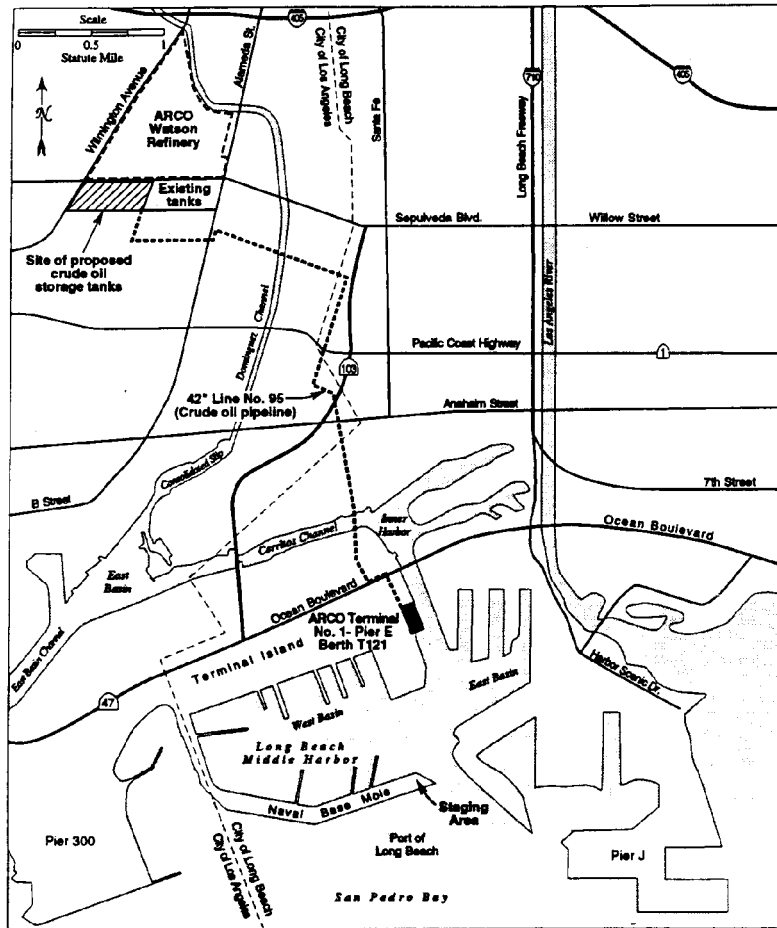 Scale
0 0.5 1
Statute Mile
N
Wilmington Avenue
Alameda St.
405
City of Long Beach
City of Los Angeles
Santa Fe
710
Long Beach Freeway
405
ARCO
Watson
Refinery
Existing
tanks
Site of proposed
crude oil
storage tanks
Sepulveda Blvd.
Willow Street
Dominguez Channel
Los Angeles River
Pacific Coast Highway
1
103
42" Line No. 95
(Crude oil pipeline)
Anaheim Street
Consolidated Slip
B Street
7th Street
Inner
Harbor
Cerritos Channel
Ocean Boulevard
East
Basin
Ocean Boulevard
ARCO Terminal
No. 1- Pier E
Berth T121
East Basin Channel
Terminal Island
East Basin
Harbor Scenic Dr.
47
West Basin
Long Beach
Middle Harbor
Naval Base Mole
Staging
Area
Pier 300
City of Long Beach
City of Los Angeles
Port of
Long Beach
Pier J
San Pedro Bay